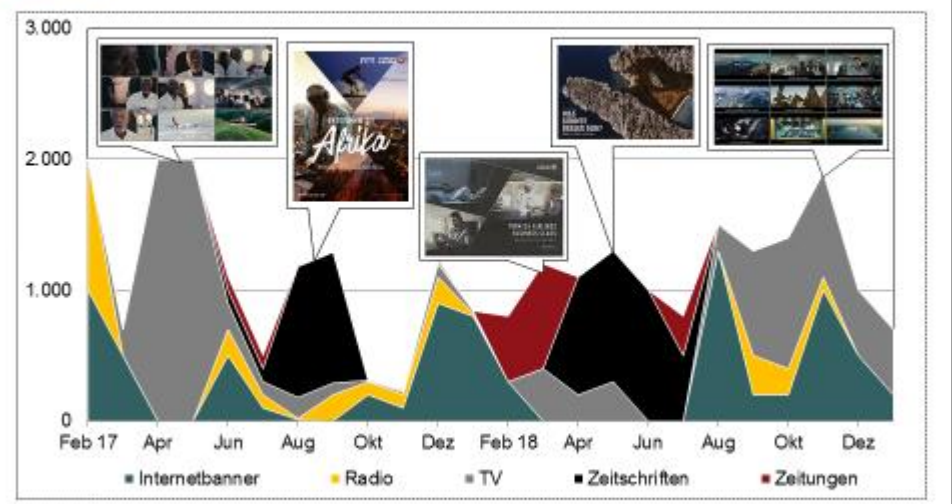 3.000
2.000
1.000
0
Afrika
Feb 17 Apr Jun Aug Okt Dez Feb 18 Apr Jun Aug Okt Dez
Internetbanner Radio TV Zeitschriften Zeitungen